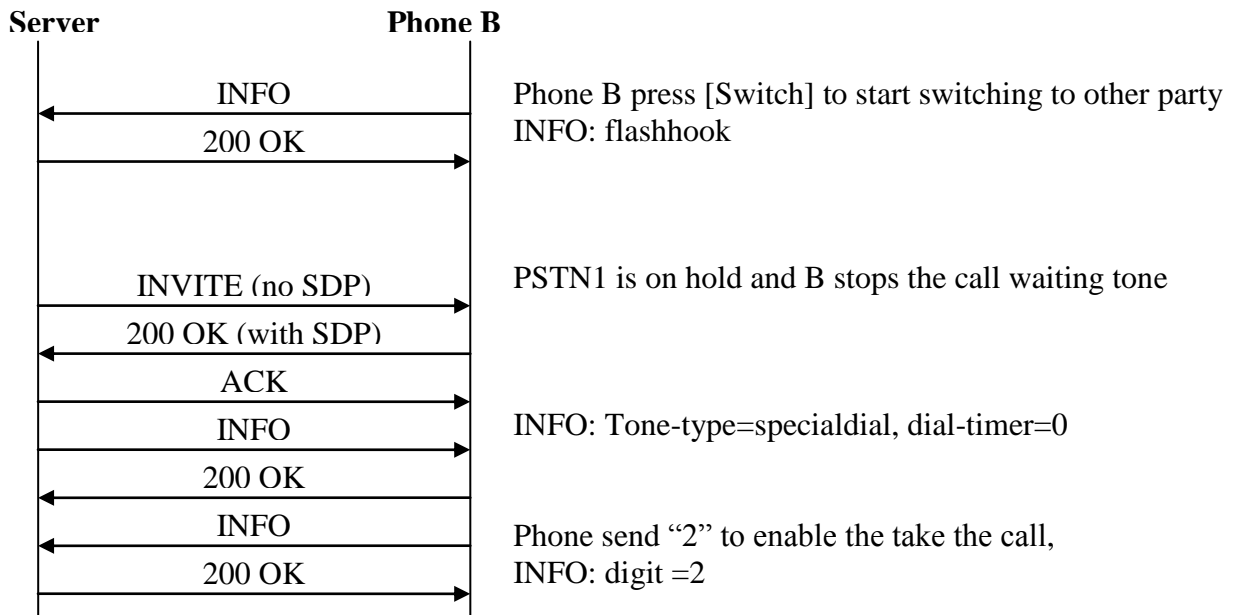 Server Phone B
INFO Phone B press [Switch] to start switching to other party
200 OK INFO: flashhook
INVITE (no SDP) PSTN1 is on hold and B stops the call waiting tone
200 OK (with SDP)
ACK
INFO INFO: Tone-type=specialdial, dial-timer=0
200 OK
INFO Phone send “2” to enable the take the call,
200 OK INFO: digit =2